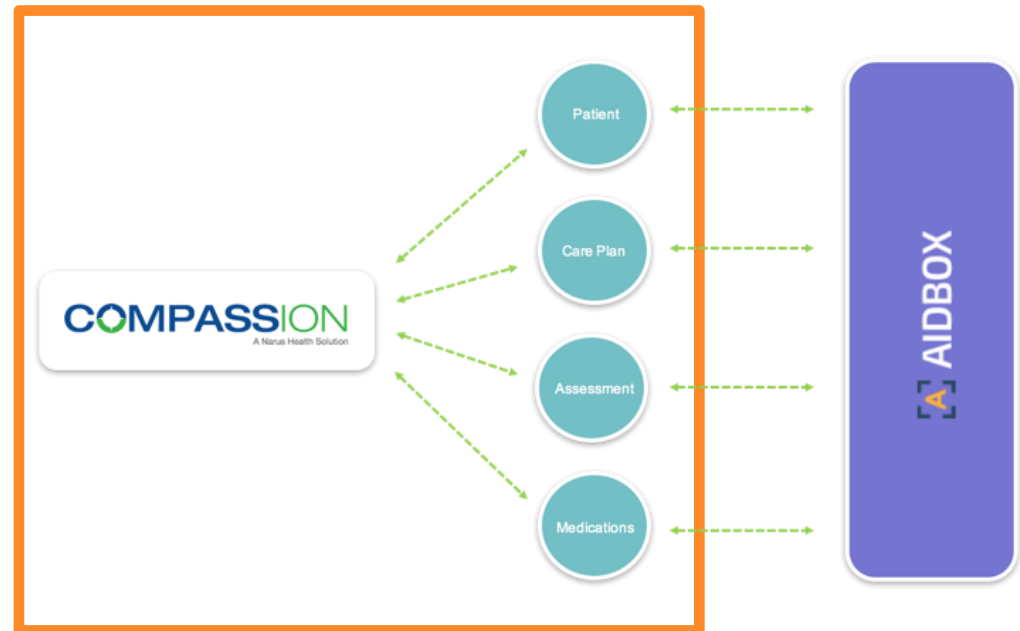 Patient
Care Plan
COMPASSION
A Narus Health Solution
Assessment
Medications
[A] AIDBOX